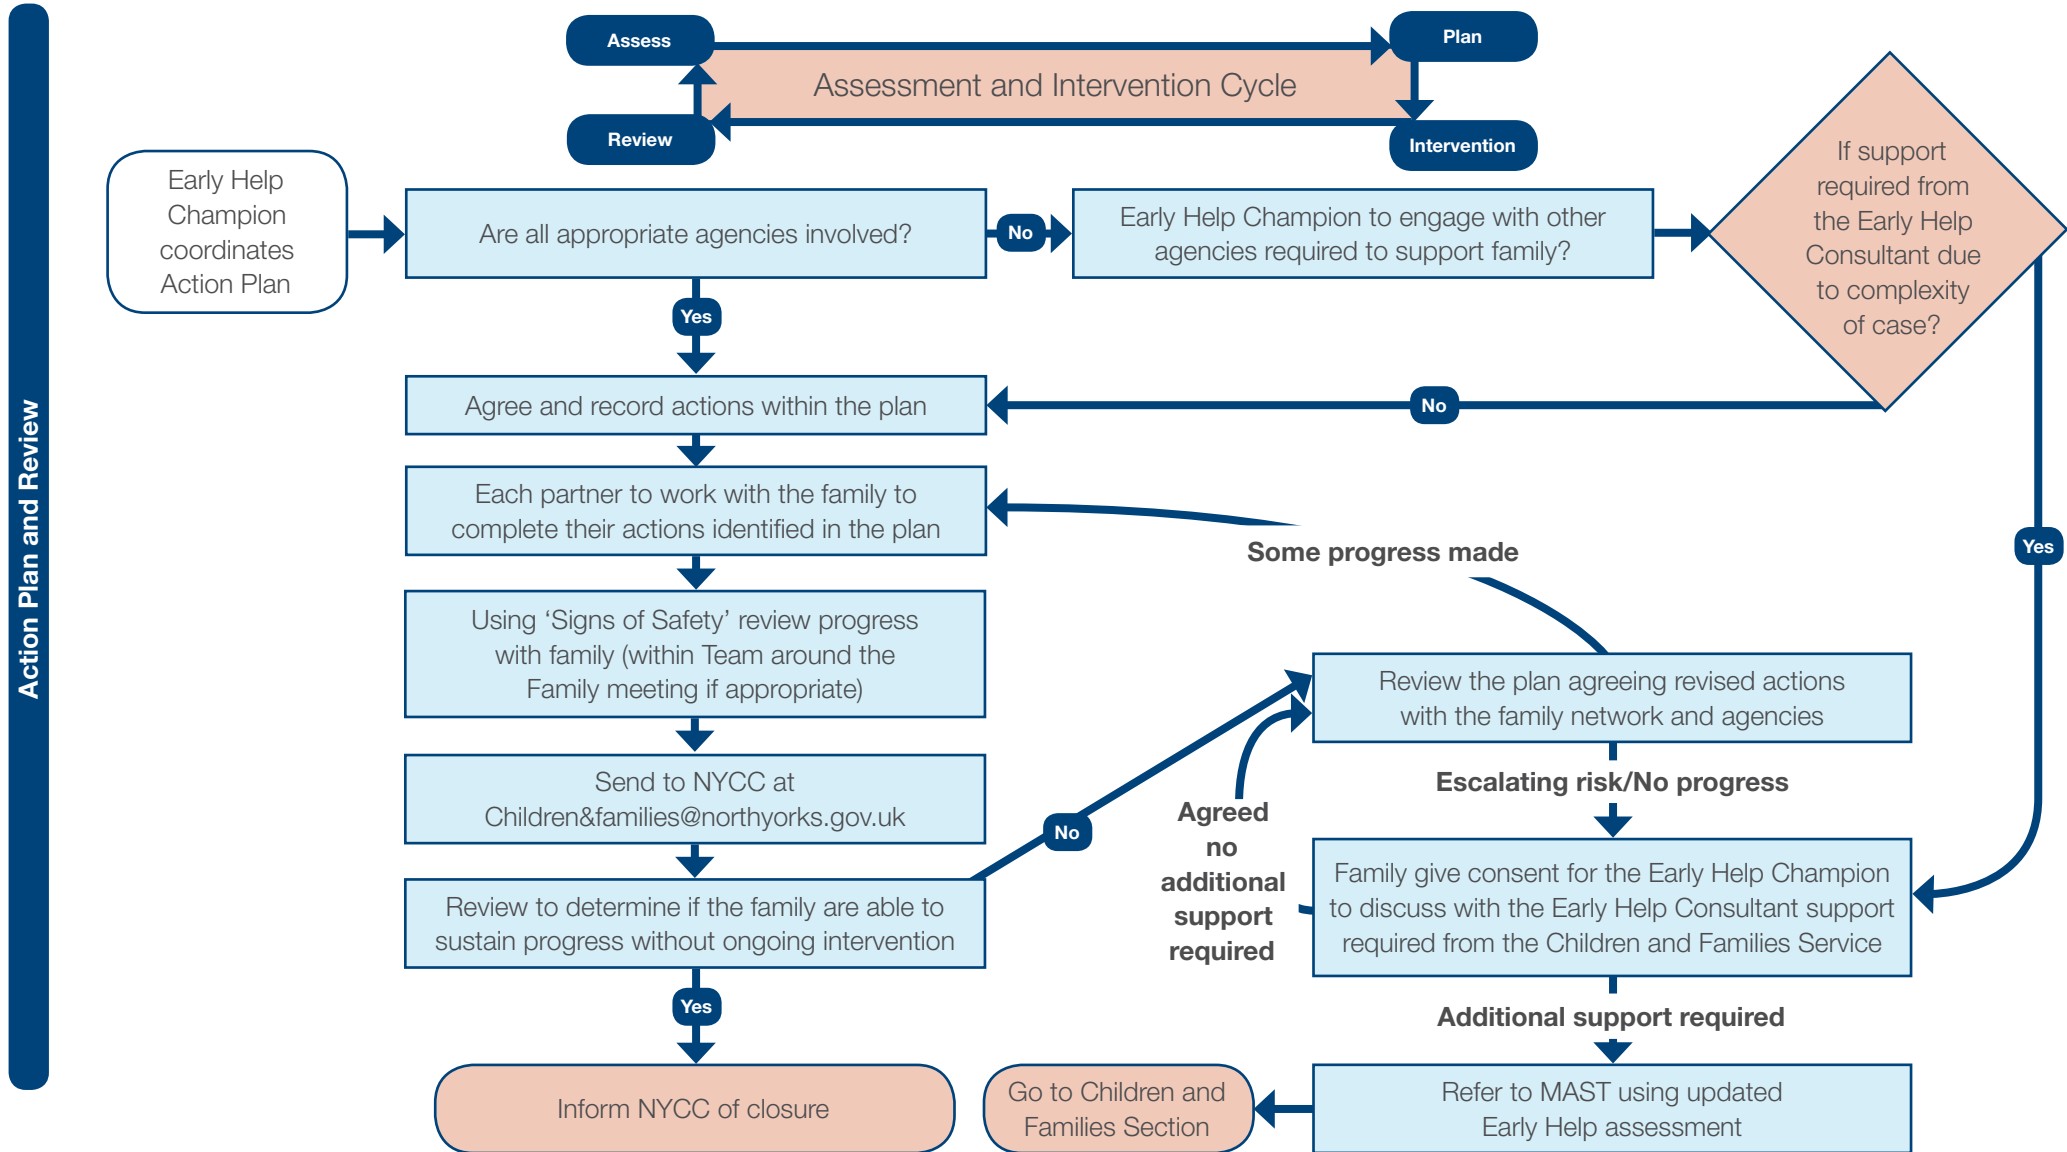 Action Plan and Review
Assess
Plan
Assessment and Intervention Cycle
Review
Intervention
Early Help
Champion
coordinates
Action Plan
Are all appropriate agencies involved?
No
Early Help Champion to engage with other
agencies required to support family?
If support
required from
the Early Help
Consultant due
to complexity
of case?
Yes
Agree and record actions within the plan
No
Each partner to work with the family to
complete their actions identified in the plan
Some progress made
Yes
Using ‘Signs of Safety’ review progress
with family (within Team around the
Family meeting if appropriate)
Review the plan agreeing revised actions
with the family network and agencies
Send to NYCC at
Children&families@northyorks.gov.uk
Escalating risk/No progress
No
Agreed
no
additional
support
required
Review to determine if the family are able to
sustain progress without ongoing intervention
Family give consent for the Early Help Champion
to discuss with the Early Help Consultant support
required from the Children and Families Service
Yes
Additional support required
Inform NYCC of closure
Go to Children and
Families Section
Refer to MAST using updated
Early Help assessment